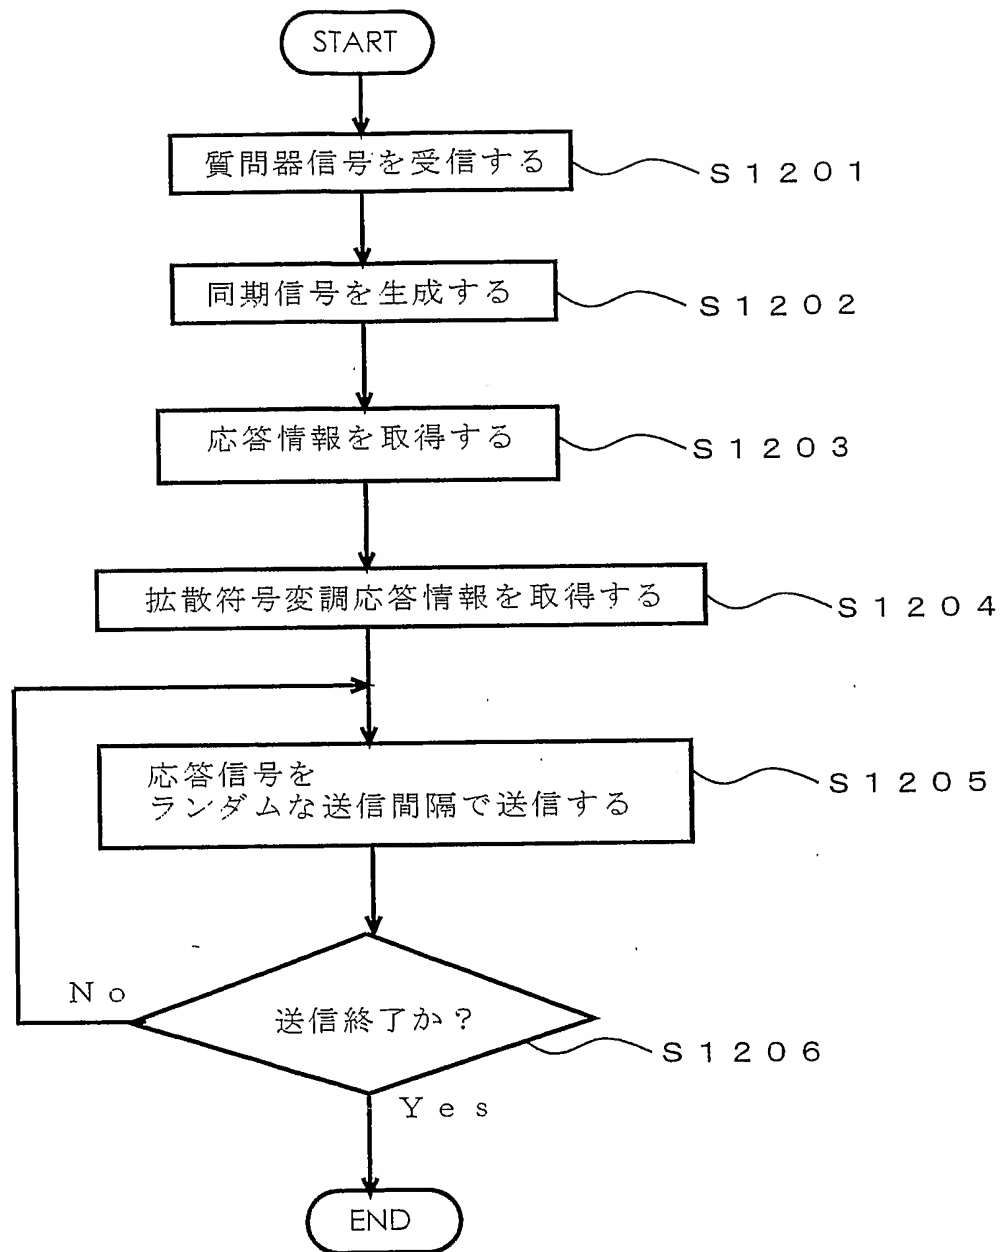 START
質問器信号を受信する
S1201
同期信号を生成する
S1202
応答情報を取得する
S1203
拡散符号変調応答情報を取得する
S1204
応答信号を
ランダムな送信間隔で送信する
S1205
No
送信終了か？
S1206
Yes
END